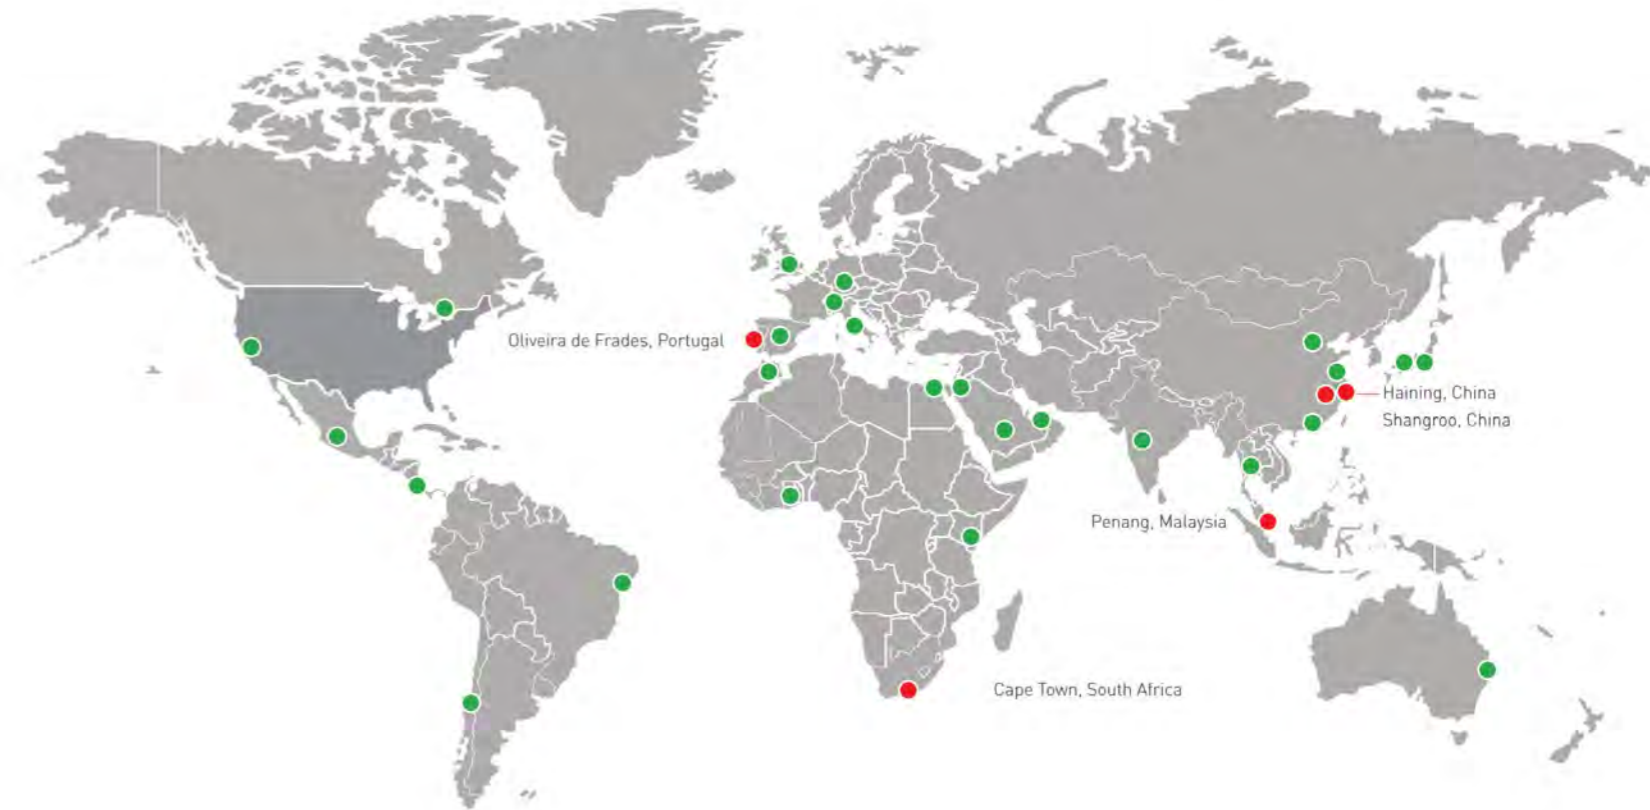 Oliveira de Frades, Portugal
Haining, China
Shangroo, China
Penang, Malaysia
Cape Town, South Africa